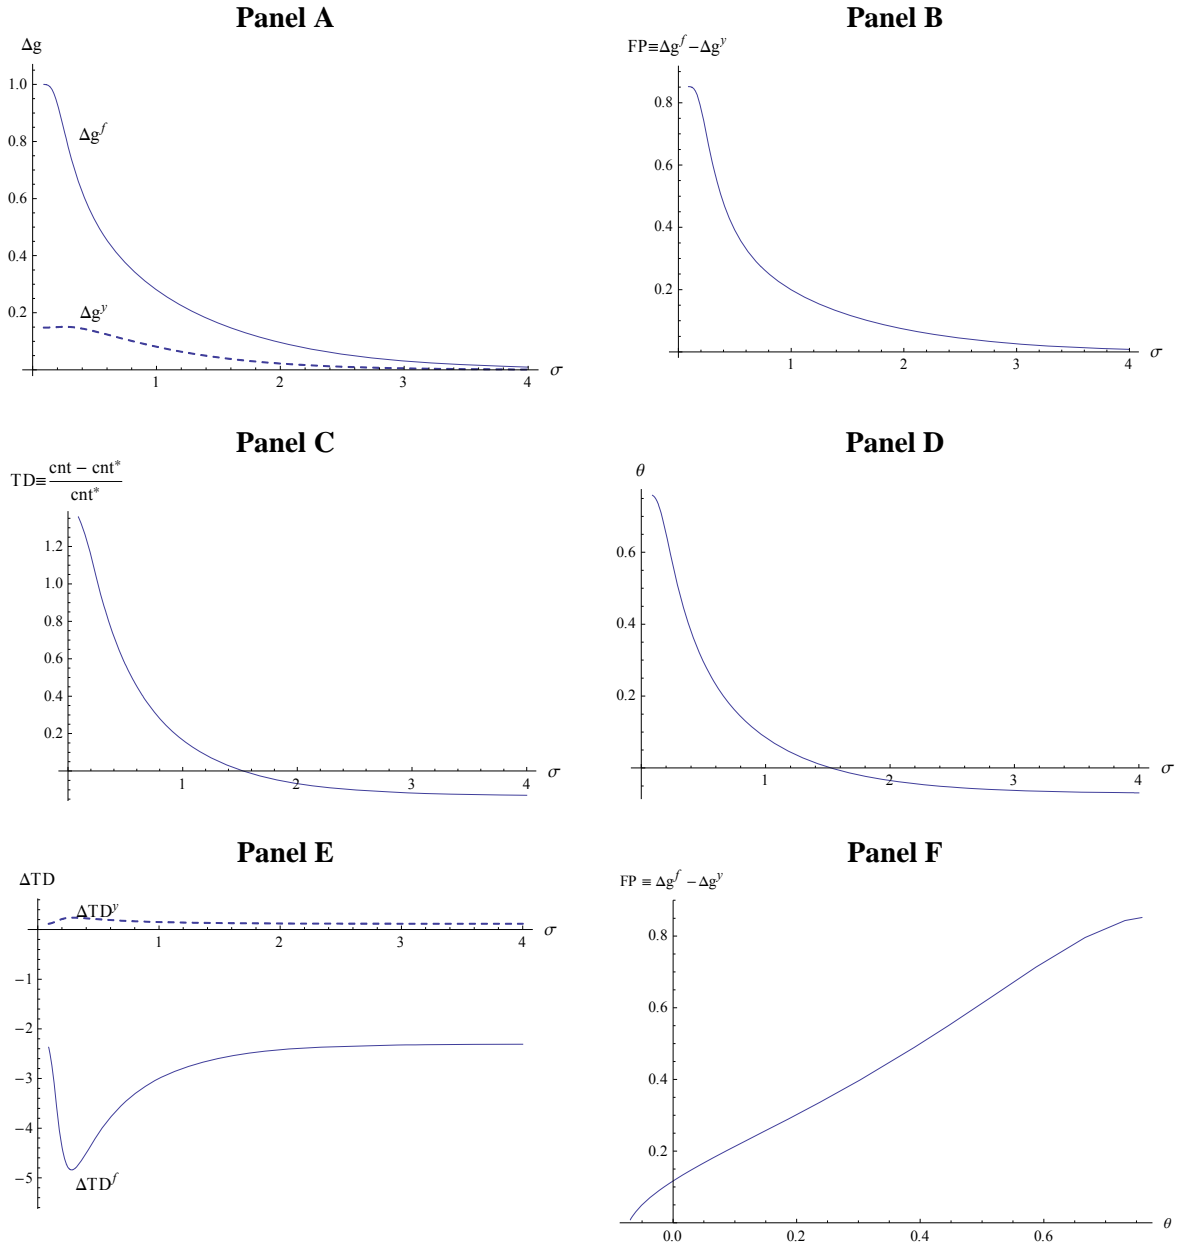 Panel A
Δg
1.0
0.8
0.6
0.4
0.2
Δg^f
Δg^y
1 2 3 4 σ
Panel B
FP≡Δg^f−Δg^y
0.8
0.6
0.4
0.2
1 2 3 4 σ
Panel C
TD≡ cnt − cnt*
cnt*
1.2
1.0
0.8
0.6
0.4
0.2
1 2 3 4 σ
Panel D
θ
0.6
0.4
0.2
1 2 3 4 σ
Panel E
ΔTD
ΔTD^y
1 2 3 4 σ
−1
−2
−3
−4
−5
ΔTD^f
Panel F
FP ≡ Δg^f −Δg^y
0.8
0.6
0.4
0.2
0.0 0.2 0.4 0.6 θ